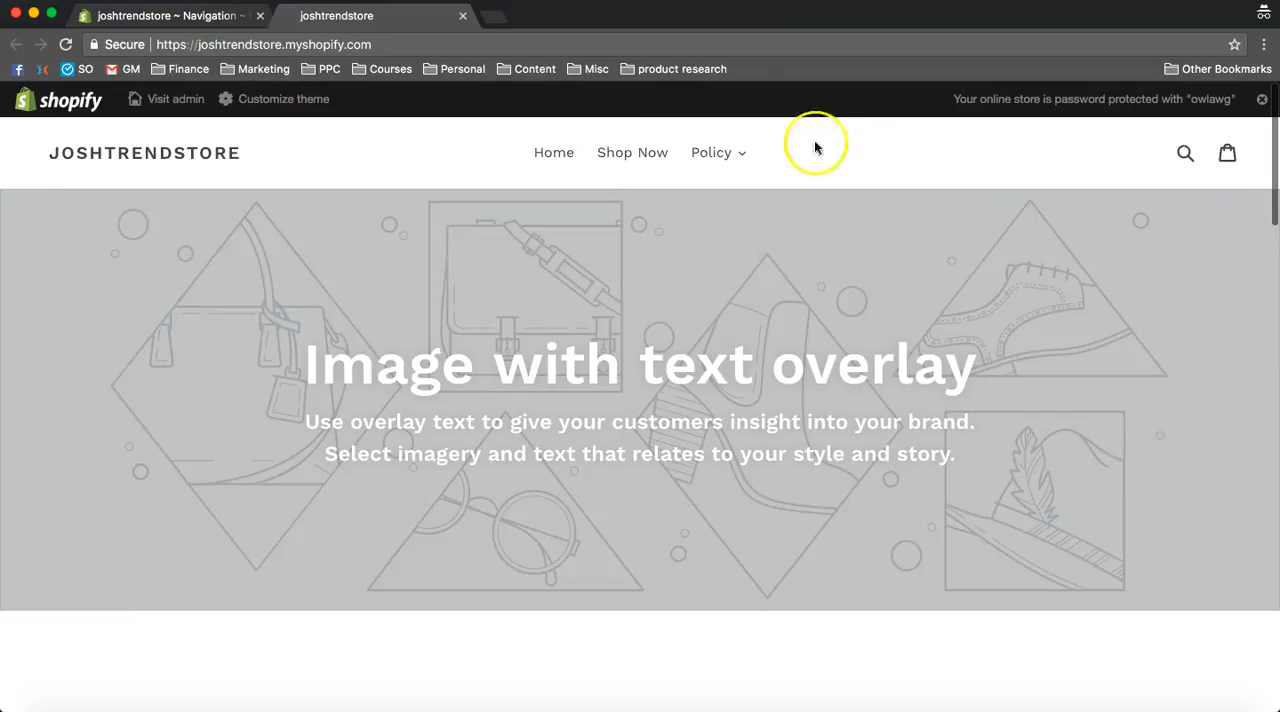 joshtrendstore ~ Navigation ~
joshtrendstore
Secure
https://joshtrendstore.myshopify.com
f
SO
GM
Finance
Marketing
PPC
Courses
Personal
Content
Misc
product research
Other Bookmarks
shopify
Visit admin
Customize theme
Your online store is password protected with "owlawg"
JOSHTRENDSTORE
Home
Shop Now
Policy
Image with text overlay
Use overlay text to give your customers insight into your brand.
Select imagery and text that relates to your style and story.